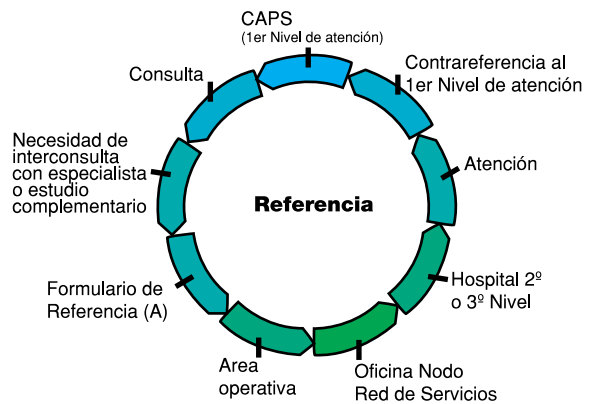 CAPS
(1er Nivel de atención)
Contrareferencia al
1er Nivel de atención
Consulta
Necesidad de
interconsulta
con especialista
o estudio
complementario
Atención
Referencia
Hospital 2º
o 3º Nivel
Formulario de
Referencia (A)
Area
operativa
Oficina Nodo
Red de Servicios